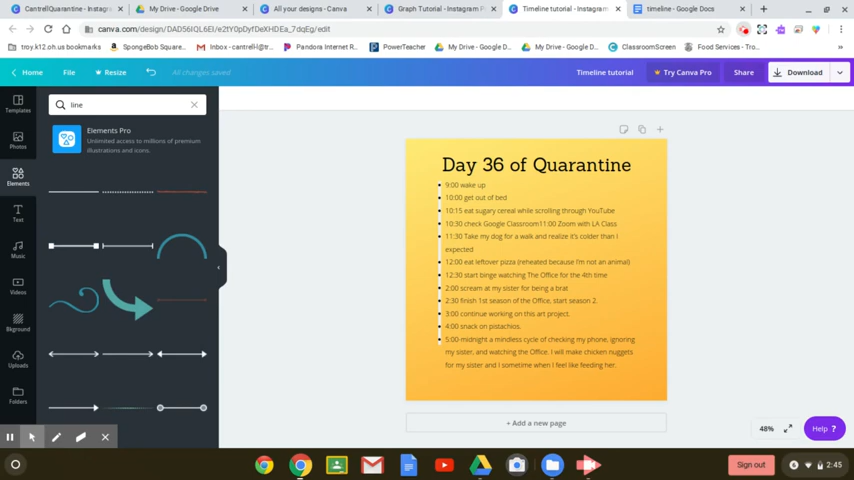 CantrellQuarantine - Instag
My Drive - Google Drive
All your designs - Canva
Graph Tutorial - Instagram P
Timeline tutorial - Instagram
timeline - Google Docs
canva.com/design/
/edit
troy.k12.oh.us bookmarks
SpongeBob Squar
Pandora Internet R
PowerTeacher
My Drive - Google D
My Drive - Google D
ClassroomScreen
Food Services - Tro
Home
File
Resize
All changes saved
Timeline tutorial
Try Canva Pro
Share
Download
Templates
Photos
Elements
Text
Music
Videos
Bkground
Uploads
Folders
line
Elements Pro
Unlimited access to millions of premium
illustrations and icons.
Day 36 of Quarantine
9:00 wake up
10:00 get out of bed
10:15 eat sugary cereal while scrolling through YouTube
10:30 check Google Classroom11:00 Zoom with LA Class
11:30 Take my dog for a walk and realize it's colder than I
expected
12:00 eat leftover pizza (reheated because I'm not an animal)
12:30 start binge watching The Office for the 4th time
2:00 scream at my sister for being a brat
2:30 finish 1st season of the Office, start season 2.
3:00 continue working on this art project.
4:00 snack on pistachios.
5:00-midnight a mindless cycle of checking my phone, ignoring
my sister, and watching the Office. I will make chicken nuggets
for my sister and I sometime when I feel like feeding her.
+ Add a new page
48%
Help ?
Sign out
6
2:45